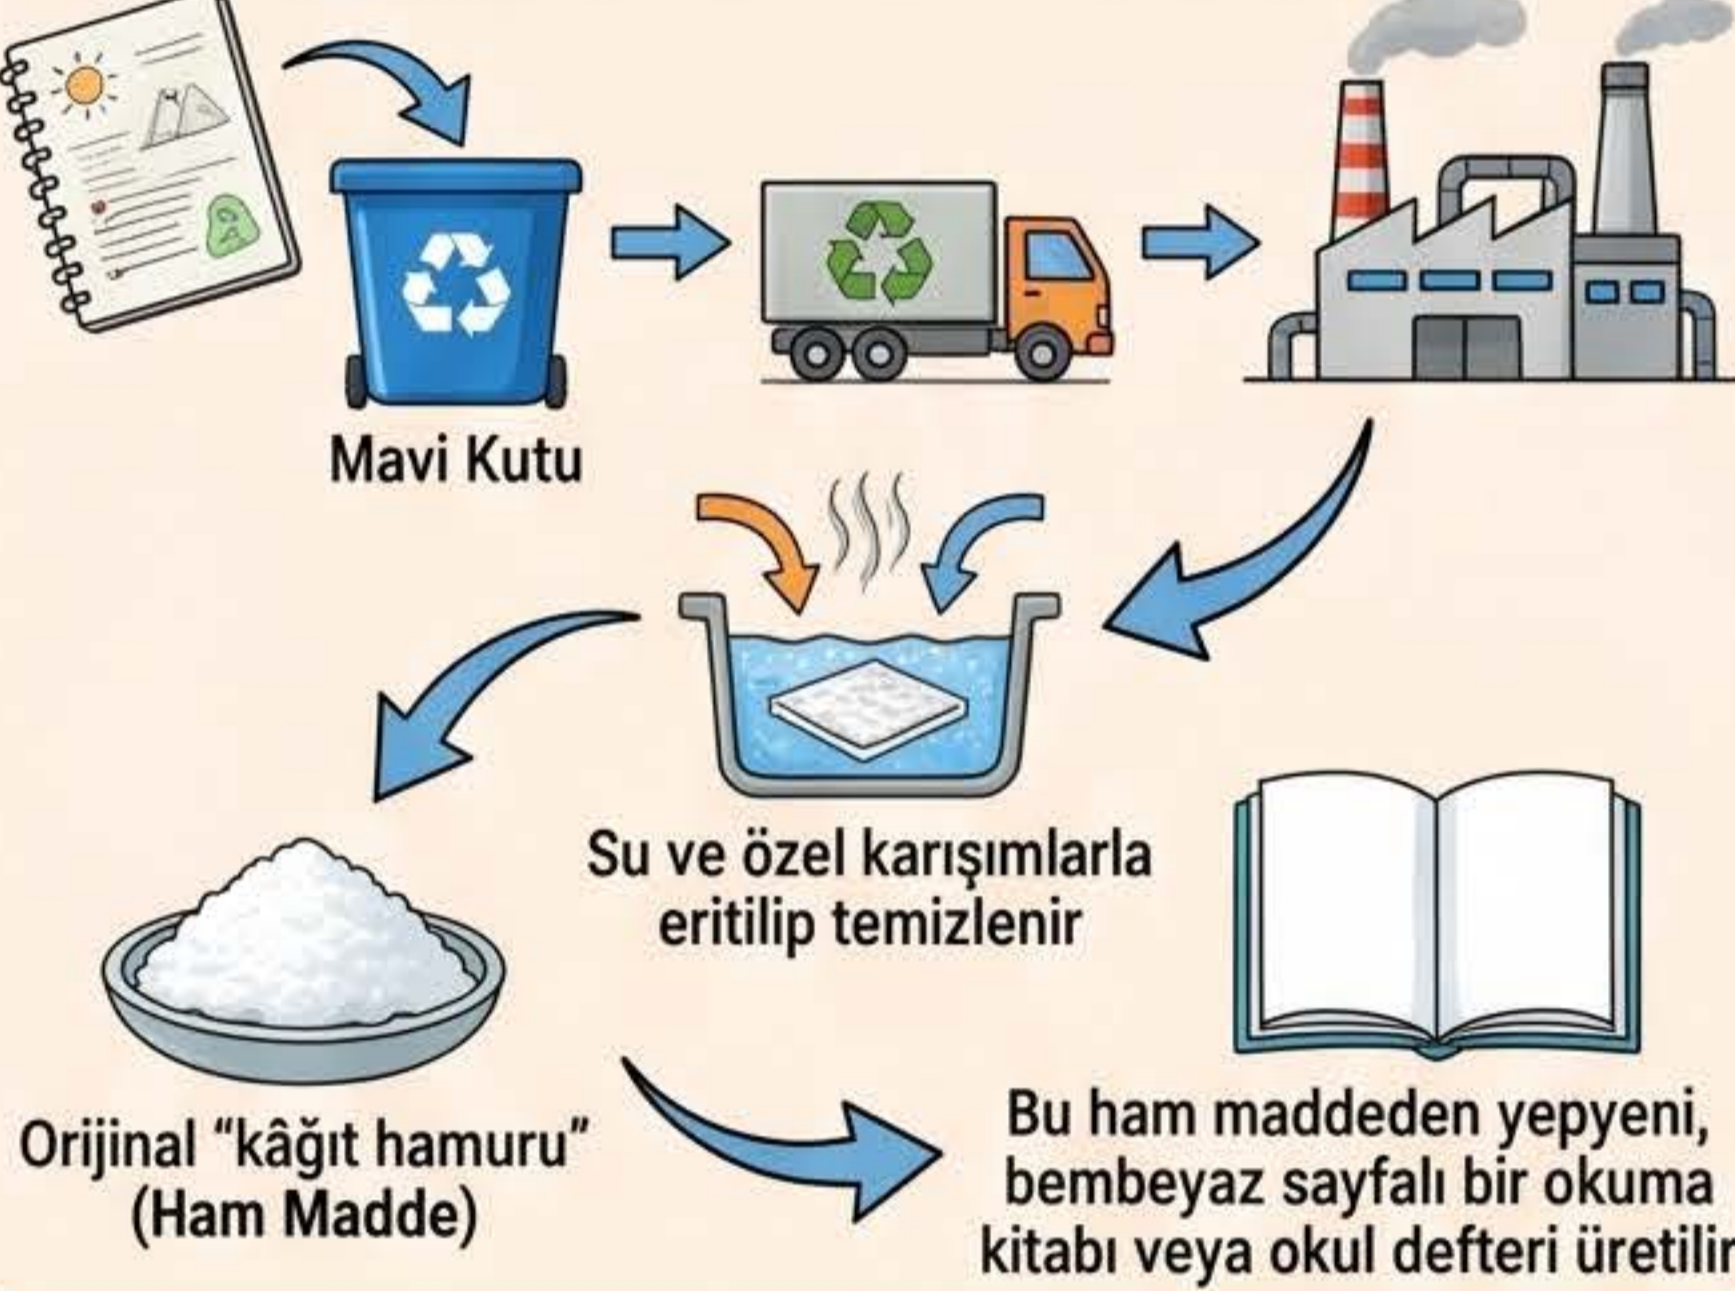 Mavi Kutu
Su ve özel karışımlarla
eritilip temizlenir
Orijinal “kâğıt hamuru”
(Ham Madde)
Bu ham maddeden yepyeni,
bembeyaz sayfalı bir okuma
kitabı veya okul defteri üretilir